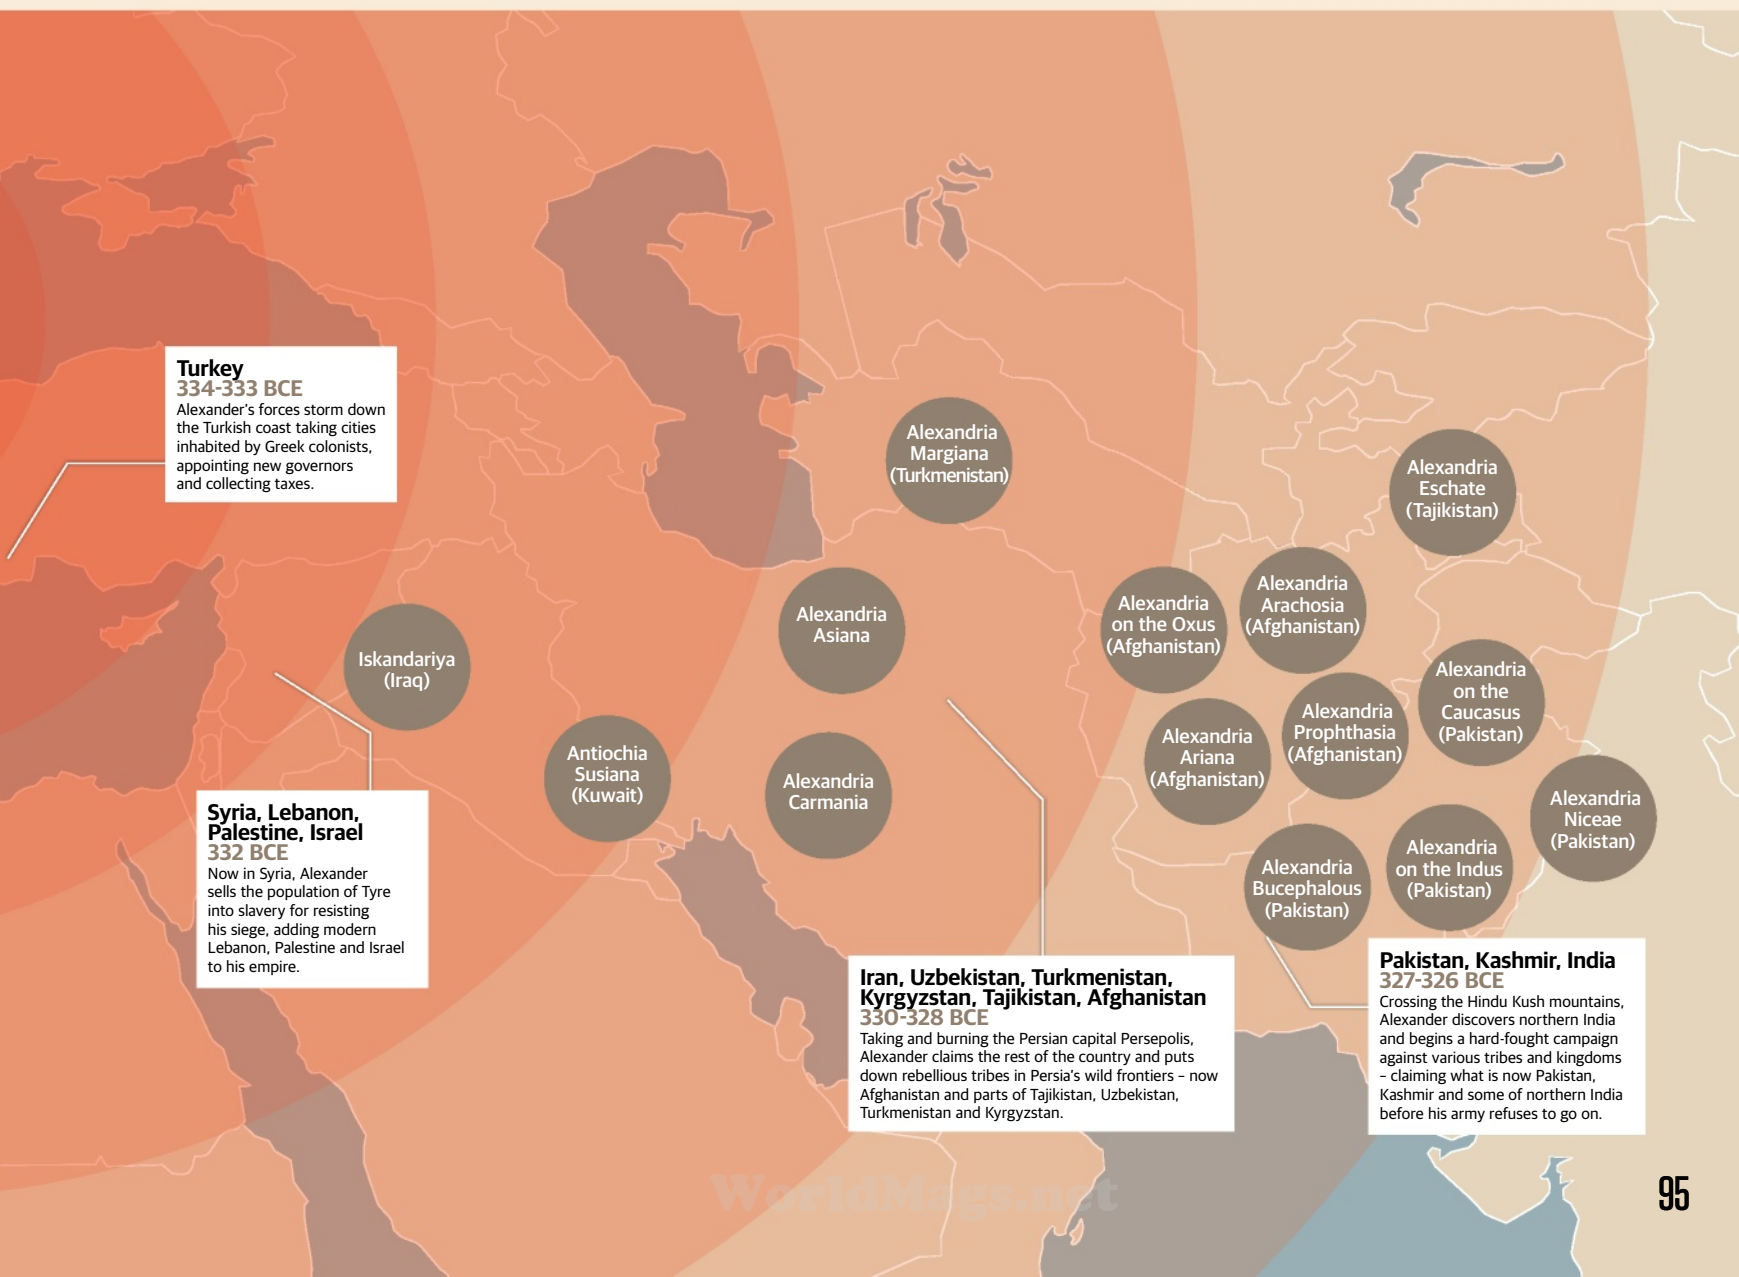 Turkey
334-333 BCE
Alexander's forces storm down
the Turkish coast taking cities
inhabited by Greek colonists,
appointing new governors
and collecting taxes.
Alexandria
Margiana
(Turkmenistan)
Alexandria
Eschate
(Tajikistan)
Iskandariya
(Iraq)
Alexandria
Asiana
Alexandria
on the Oxus
(Afghanistan)
Alexandria
Arachosia
(Afghanistan)
Antiochia
Susiana
(Kuwait)
Alexandria
Carmania
Alexandria
Ariana
(Afghanistan)
Alexandria
Prophthasia
(Afghanistan)
Alexandria
on the
Caucasus
(Pakistan)
Alexandria
Niceae
(Pakistan)
Alexandria
Bucephalous
(Pakistan)
Alexandria
on the Indus
(Pakistan)
Syria, Lebanon,
Palestine, Israel
332 BCE
Now in Syria, Alexander
sells the population of Tyre
into slavery for resisting
his siege, adding modern
Lebanon, Palestine and Israel
to his empire.
Iran, Uzbekistan, Turkmenistan,
Kyrgyzstan, Tajikistan, Afghanistan
330-328 BCE
Taking and burning the Persian capital Persepolis,
Alexander claims the rest of the country and puts
down rebellious tribes in Persia's wild frontiers – now
Afghanistan and parts of Tajikistan, Uzbekistan,
Turkmenistan and Kyrgyzstan.
Pakistan, Kashmir, India
327-326 BCE
Crossing the Hindu Kush mountains,
Alexander discovers northern India
and begins a hard-fought campaign
against various tribes and kingdoms
– claiming what is now Pakistan,
Kashmir and some of northern India
before his army refuses to go on.
WorldMags.net
95